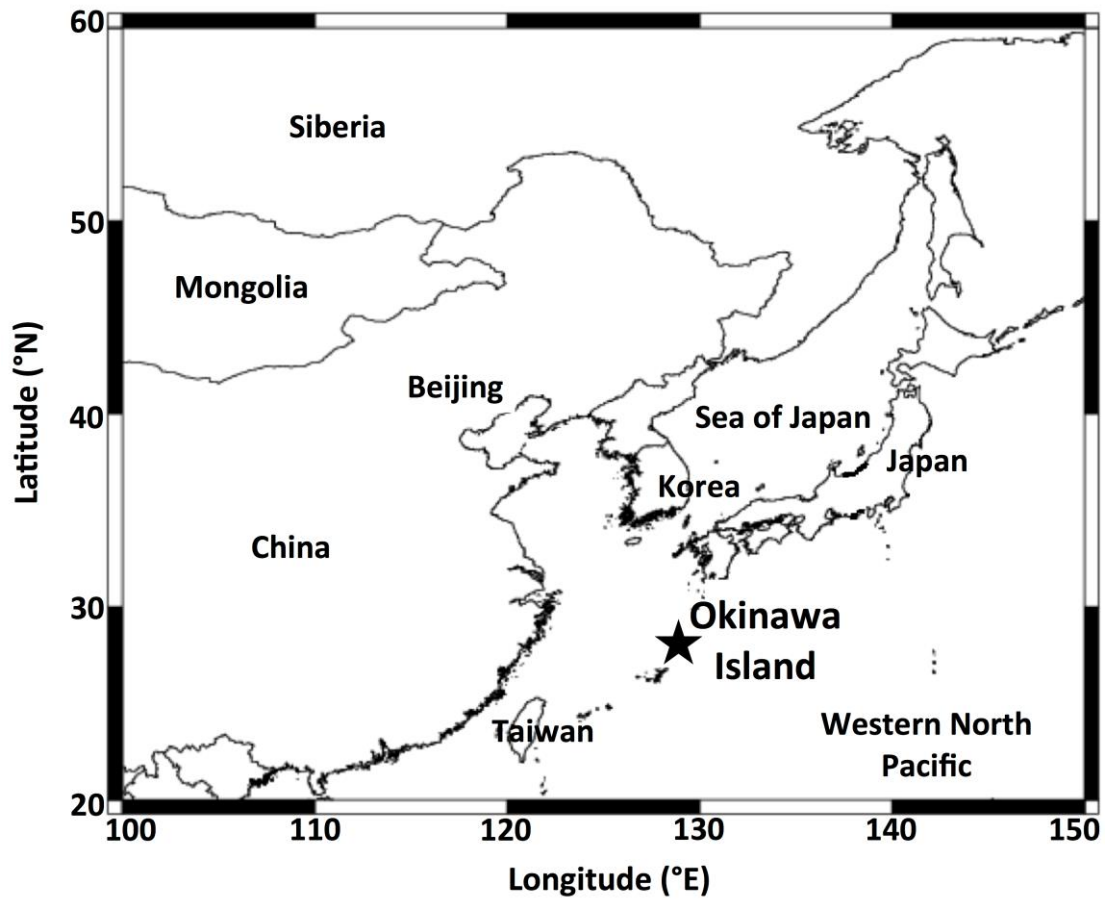 60
Siberia
50
Mongolia
Beijing
40
Sea of Japan
Japan
Korea
China
30
Okinawa
Island
Taiwan
Western North
Pacific
20
100 110 120 130 140 150
Latitude (°N)
Longitude (°E)